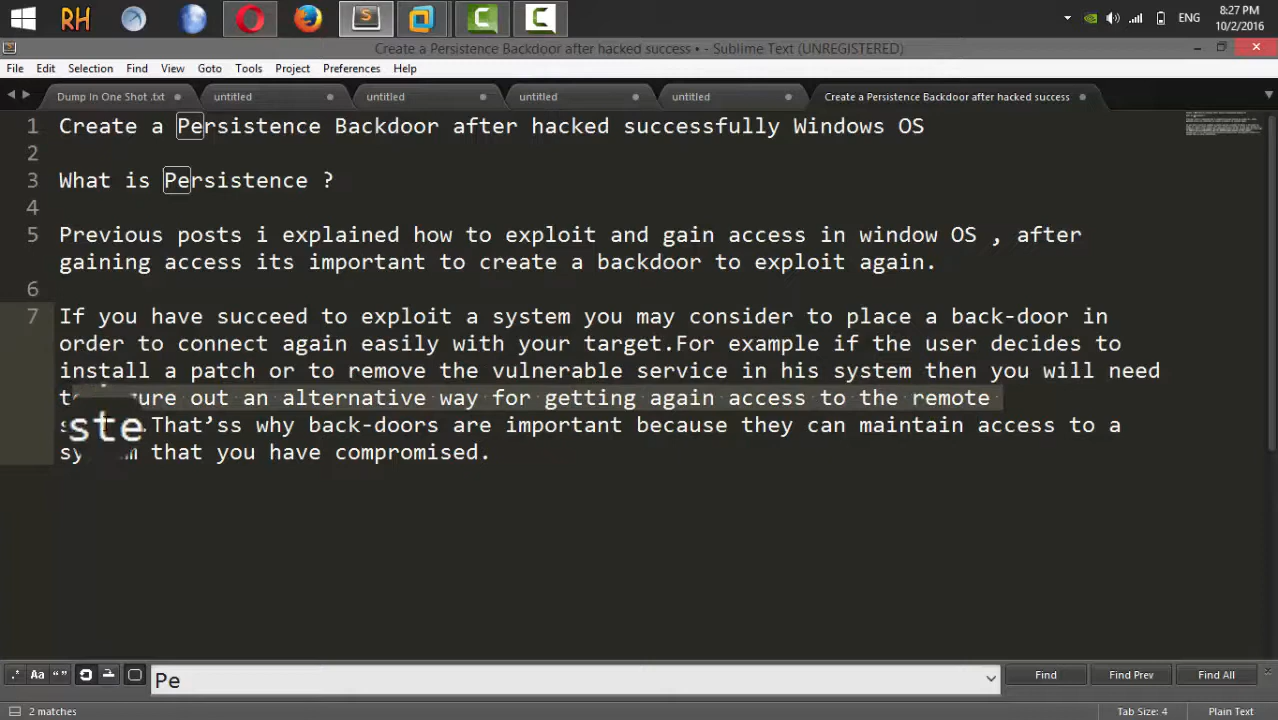 RH
S
ENG
8:27 PM
10/2/2016
Create a Persistence Backdoor after hacked success • - Sublime Text (UNREGISTERED)
File Edit Selection Find View Goto Tools Project Preferences Help
Dump In One Shot .txt untitled untitled untitled untitled Create a Persistence Backdoor after hacked success
1 Create a Persistence Backdoor after hacked successfully Windows OS
2
3 What is Persistence ?
4
5 Previous posts i explained how to exploit and gain access in window OS , after
gaining access its important to create a backdoor to exploit again.
6
7 If you have succeed to exploit a system you may consider to place a back-door in
order to connect again easily with your target.For example if the user decides to
install a patch or to remove the vulnerable service in his system then you will need
out an alternative way for getting again access to the remote
ste.That’ss why back-doors are important because they can maintain access to a
that you have compromised.
.* Aa “” Pe Find Find Prev Find All
2 matches Tab Size: 4 Plain Text